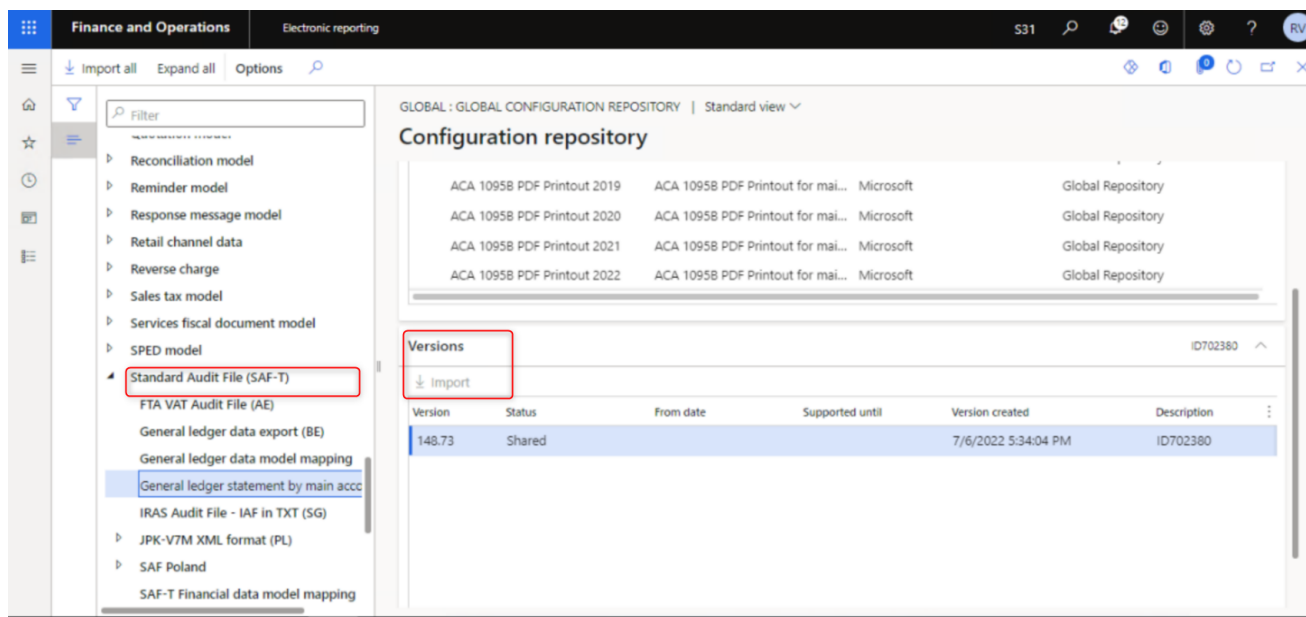 Finance and Operations
Electronic reporting
S31
12
RV
Import all Expand all Options
0
Filter
Reconciliation model
Reminder model
Response message model
Retail channel data
Reverse charge
Sales tax model
Services fiscal document model
SPED model
Standard Audit File (SAF-T)
FTA VAT Audit File (AE)
General ledger data export (BE)
General ledger data model mapping
General ledger statement by main acco
IRAS Audit File - IAF in TXT (SG)
JPK-V7M XML format (PL)
SAF Poland
SAF-T Financial data model mapping
GLOBAL : GLOBAL CONFIGURATION REPOSITORY | Standard view
Configuration repository
ACA 1095B PDF Printout 2019 ACA 1095B PDF Printout for mai... Microsoft Global Repository
ACA 1095B PDF Printout 2020 ACA 1095B PDF Printout for mai... Microsoft Global Repository
ACA 1095B PDF Printout 2021 ACA 1095B PDF Printout for mai... Microsoft Global Repository
ACA 1095B PDF Printout 2022 ACA 1095B PDF Printout for mai... Microsoft Global Repository
Versions ID702380
Import
Version Status From date Supported until Version created Description
148.73 Shared 7/6/2022 5:34:04 PM ID702380